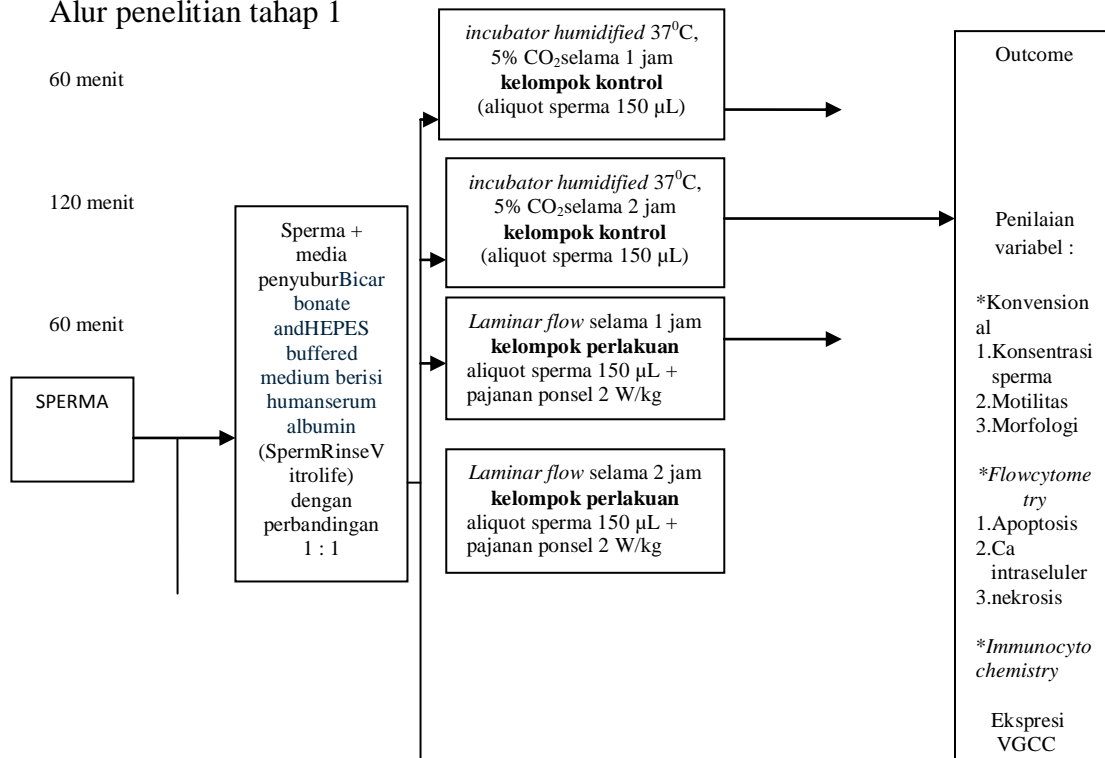 Alur penelitian tahap 1
60 menit
120 menit
60 menit
SPERMA
Sperma +
media
penyuburBicar
bonate
andHEPES
buffered
medium berisi
humanserum
albumin
(SpermRinseV
itrolife)
dengan
perbandingan
1 : 1
incubator humidified 37⁰C,
5% CO₂selama 1 jam
kelompok kontrol
(aliquot sperma 150 µL)
incubator humidified 37⁰C,
5% CO₂selama 2 jam
kelompok kontrol
(aliquot sperma 150 µL)
Laminar flow selama 1 jam
kelompok perlakuan
aliquot sperma 150 µL +
pajanan ponsel 2 W/kg
Laminar flow selama 2 jam
kelompok perlakuan
aliquot sperma 150 µL +
pajanan ponsel 2 W/kg
Outcome
Penilaian
variabel :
*Konvension
al
1.Konsentrasi
sperma
2.Motilitas
3.Morfologi
*Flowcytome
try
1.Apoptosis
2.Ca
intraseluler
3.nekrosis
*Immunocyto
chemistry
Ekspresi
VGCC